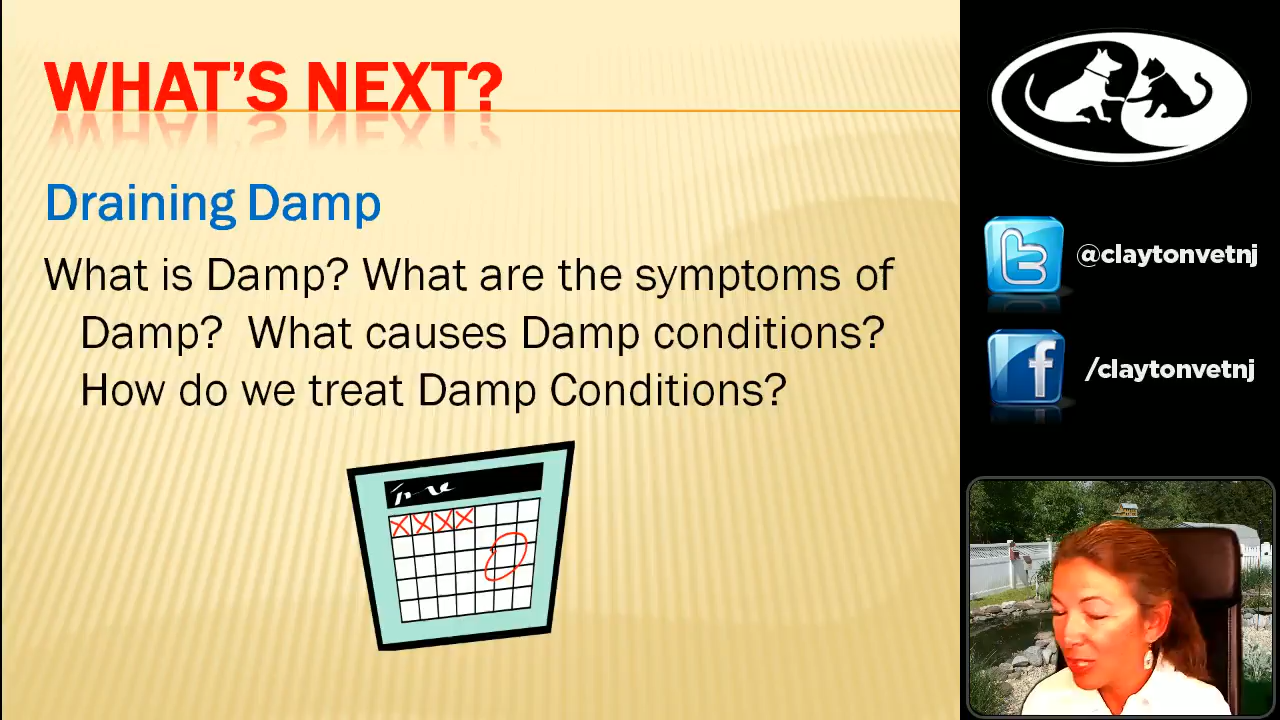 WHAT'S NEXT?
Draining Damp
What is Damp? What are the symptoms of
Damp?  What causes Damp conditions?
How do we treat Damp Conditions?
@claytonvetnj
/claytonvetnj